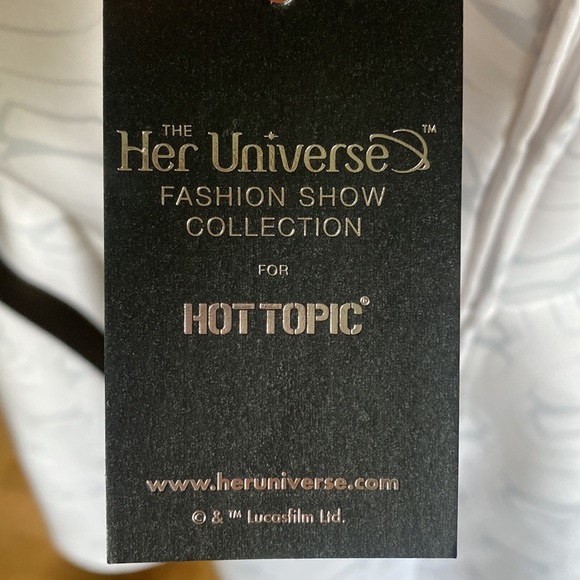 THE
Her Universe™
FASHION SHOW
COLLECTION
FOR
HOT TOPIC®
www.heruniverse.com
© & ™ Lucasfilm Ltd.